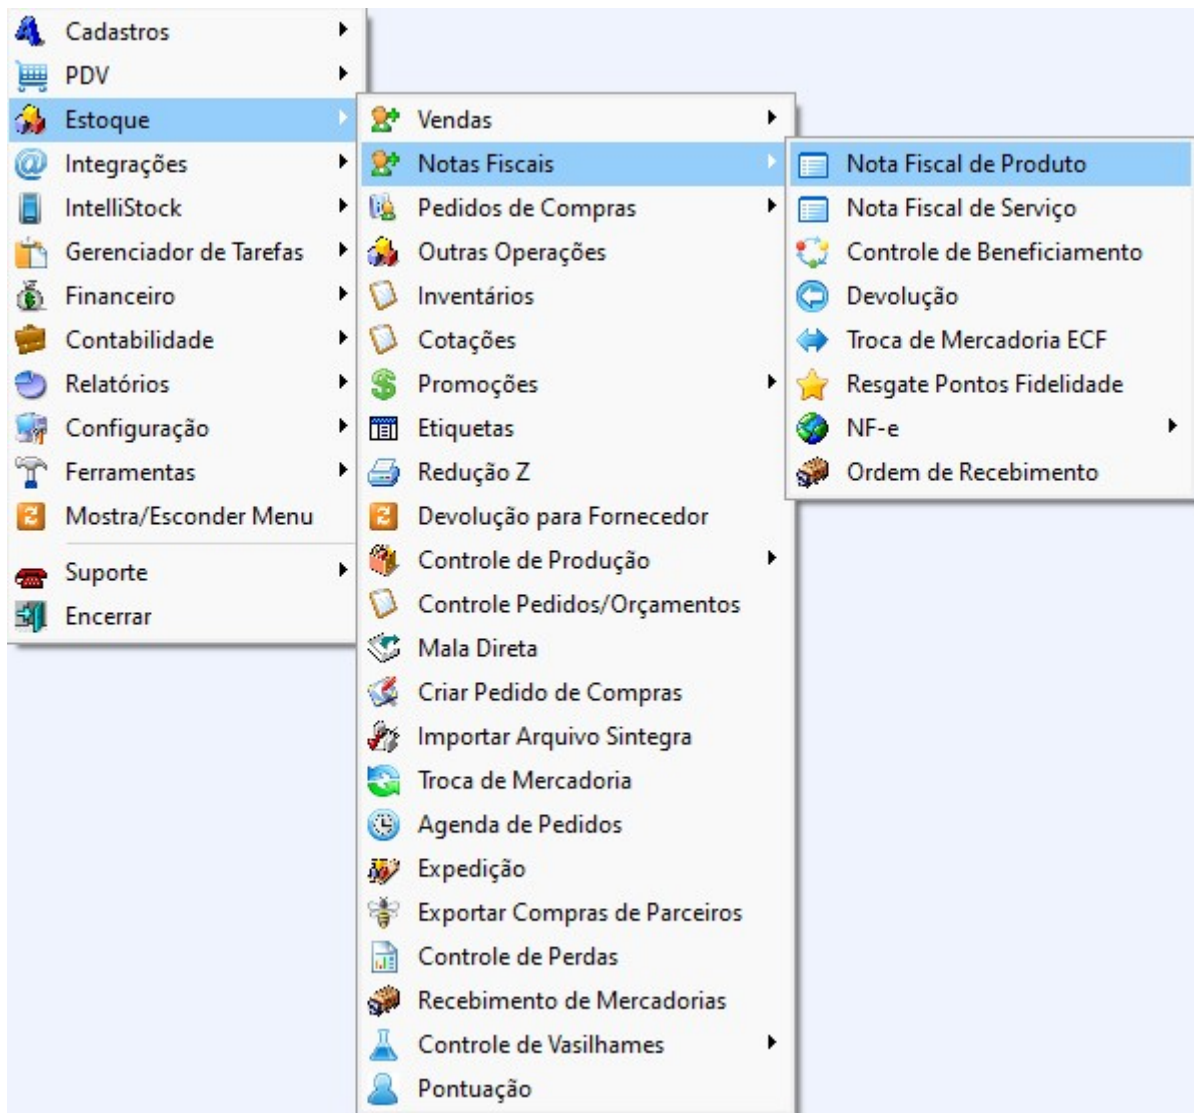 Cadastros
PDV
Estoque
Integrações
IntelliStock
Gerenciador de Tarefas
Financeiro
Contabilidade
Relatórios
Configuração
Ferramentas
Mostra/Esconder Menu
Suporte
Encerrar
Vendas
Notas Fiscais
Pedidos de Compras
Outras Operações
Inventários
Cotações
Promoções
Etiquetas
Redução Z
Devolução para Fornecedor
Controle de Produção
Controle Pedidos/Orçamentos
Mala Direta
Criar Pedido de Compras
Importar Arquivo Sintegra
Troca de Mercadoria
Agenda de Pedidos
Expedição
Exportar Compras de Parceiros
Controle de Perdas
Recebimento de Mercadorias
Controle de Vasilhames
Pontuação
Nota Fiscal de Produto
Nota Fiscal de Serviço
Controle de Beneficiamento
Devolução
Troca de Mercadoria ECF
Resgate Pontos Fidelidade
NF-e
Ordem de Recebimento